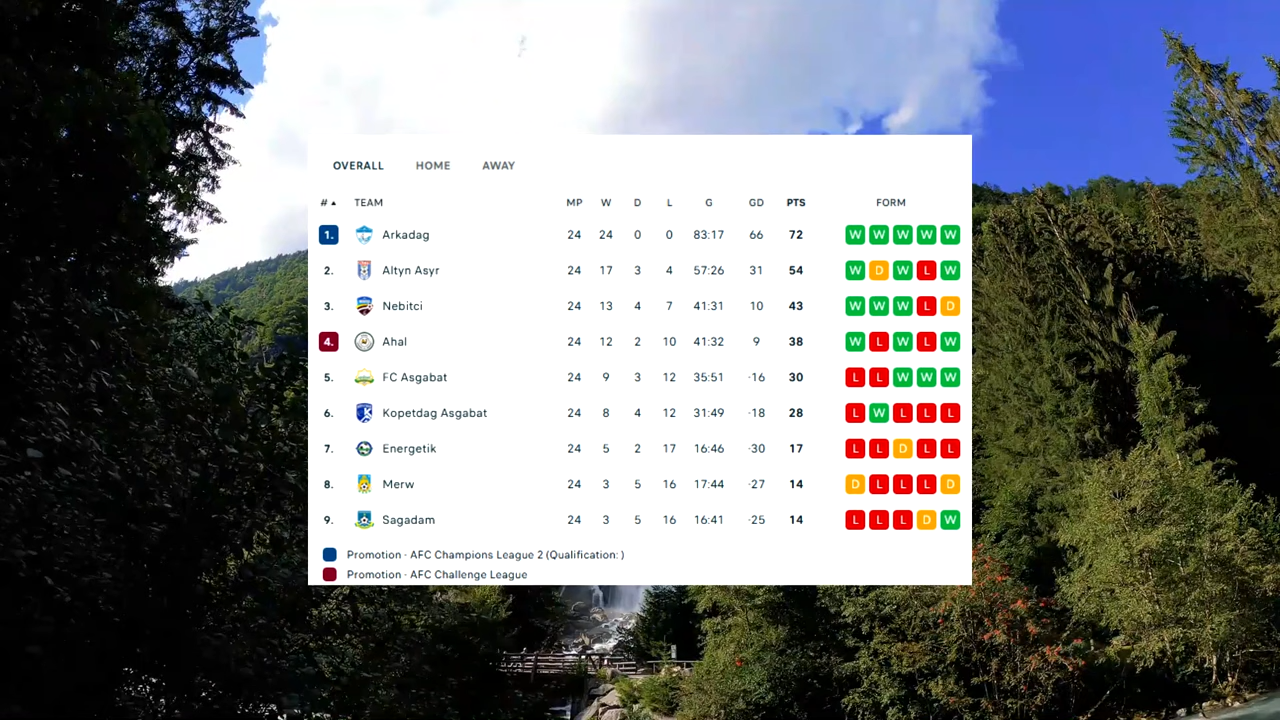 OVERALL HOME AWAY
# TEAM MP W D L G GD PTS FORM
1. Arkadag 24 24 0 0 83:17 66 72 W W W W W
2. Altyn Asyr 24 17 3 4 57:26 31 54 W D W L W
3. Nebitci 24 13 4 7 41:31 10 43 W W W L D
4. Ahal 24 12 2 10 41:32 9 38 W L W L W
5. FC Asgabat 24 9 3 12 35:51 -16 30 L L W W W
6. Kopetdag Asgabat 24 8 4 12 31:49 -18 28 L W L L L
7. Energetik 24 5 2 17 16:46 -30 17 L L D L L
8. Merw 24 3 5 16 17:44 -27 14 D L L L D
9. Sagadam 24 3 5 16 16:41 -25 14 L L L D W
Promotion - AFC Champions League 2 (Qualification: )
Promotion - AFC Challenge League